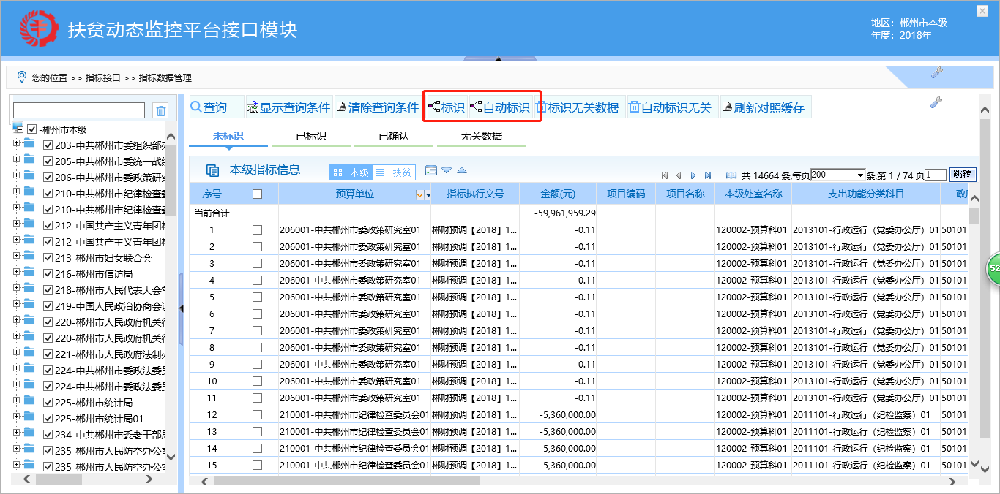 扶贫动态监控平台接口模块
地区：郴州市本级
年度：2018年
您的位置 >> 指标接口 >> 指标数据管理
查询 显示查询条件 清除查询条件 标识 自动标识 标识无关数据 自动标识无关 刷新对照缓存
未标识 已标识 已确认 无关数据
本级指标信息 本级 扶贫 共 14664 条,每页 200 条,第 1 / 74 页 1 跳转
-郴州市本级
203-中共郴州市委组织部
205-中共郴州市委统一战
206-中共郴州市委政策研
210-中共郴州市纪律检查
210-中共郴州市纪律检查
212-中国共产主义青年团
212-中国共产主义青年团
213-郴州市妇女联合会
216-郴州市信访局
218-郴州市人民代表大会
219-中国人民政治协商会
220-郴州市人民政府机关
220-郴州市人民政府机关
221-郴州市人民政府法制
224-中共郴州市委政法委
224-中共郴州市委政法委
225-郴州市统计局
225-郴州市统计局01
234-中共郴州市委老干部
235-郴州市人民防空办公
235-郴州市人民防空办公
序号 预算单位 指标执行文号 金额(元) 项目编码 项目名称 本级处室名称 支出功能分类科目
当前合计 -59,961,959.29
1 206001-中共郴州市委政策研究室01 郴财预调【2018】1... -0.11 120002-预算科01 2013101-行政运行（党委办公厅）01 50101
2 206001-中共郴州市委政策研究室01 郴财预调【2018】1... -0.11 120002-预算科01 2013101-行政运行（党委办公厅）01 50101
3 206001-中共郴州市委政策研究室01 郴财预调【2018】1... -0.11 120002-预算科01 2013101-行政运行（党委办公厅）01 50101
4 206001-中共郴州市委政策研究室01 郴财预调【2018】1... -0.11 120002-预算科01 2013101-行政运行（党委办公厅）01 50101
5 206001-中共郴州市委政策研究室01 郴财预调【2018】1... -0.11 120002-预算科01 2013101-行政运行（党委办公厅）01 50101
6 206001-中共郴州市委政策研究室01 郴财预调【2018】1... -0.11 120002-预算科01 2013101-行政运行（党委办公厅）01 50101
7 206001-中共郴州市委政策研究室01 郴财预调【2018】1... -0.11 120002-预算科01 2013101-行政运行（党委办公厅）01 50101
8 206001-中共郴州市委政策研究室01 郴财预调【2018】1... -0.11 120002-预算科01 2013101-行政运行（党委办公厅）01 50101
9 206001-中共郴州市委政策研究室01 郴财预调【2018】1... -0.11 120002-预算科01 2013101-行政运行（党委办公厅）01 50101
10 206001-中共郴州市委政策研究室01 郴财预调【2018】1... -0.11 120002-预算科01 2013101-行政运行（党委办公厅）01 50101
11 206001-中共郴州市委政策研究室01 郴财预调【2018】1... -0.11 120002-预算科01 2013101-行政运行（党委办公厅）01 50101
12 210001-中共郴州市纪律检查委员会01 郴财预调【2018】1... -5,360,000.00 120002-预算科01 2011101-行政运行（纪检监察）01 50101
13 210001-中共郴州市纪律检查委员会01 郴财预调【2018】1... -5,360,000.00 120002-预算科01 2011101-行政运行（纪检监察）01 50101
14 210001-中共郴州市纪律检查委员会01 郴财预调【2018】1... -5,360,000.00 120002-预算科01 2011101-行政运行（纪检监察）01 50101
15 210001-中共郴州市纪律检查委员会01 郴财预调【2018】1... -5,360,000.00 120002-预算科01 2011101-行政运行（纪检监察）01 50101
52